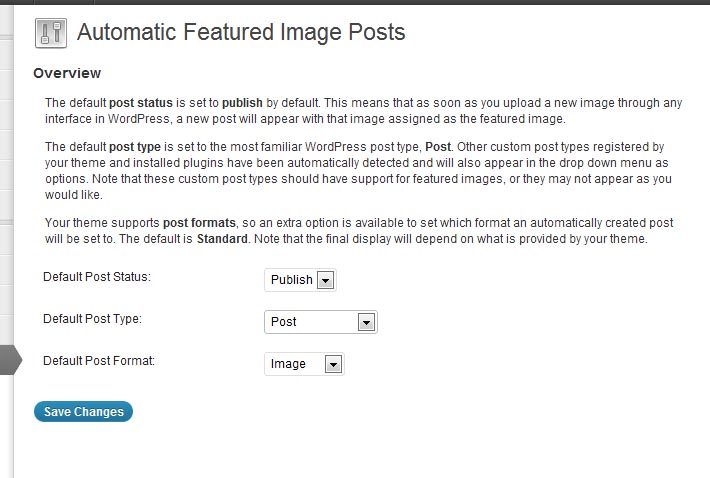 Automatic Featured Image Posts
Overview
The default post status is set to publish by default. This means that as soon as you upload a new image through any
interface in WordPress, a new post will appear with that image assigned as the featured image.
The default post type is set to the most familiar WordPress post type, Post. Other custom post types registered by
your theme and installed plugins have been automatically detected and will also appear in the drop down menu as
options. Note that these custom post types should have support for featured images, or they may not appear as you
would like.
Your theme supports post formats, so an extra option is available to set which format an automatically created post
will be set to. The default is Standard. Note that the final display will depend on what is provided by your theme.
Default Post Status: Publish
Default Post Type: Post
Default Post Format: Image
Save Changes